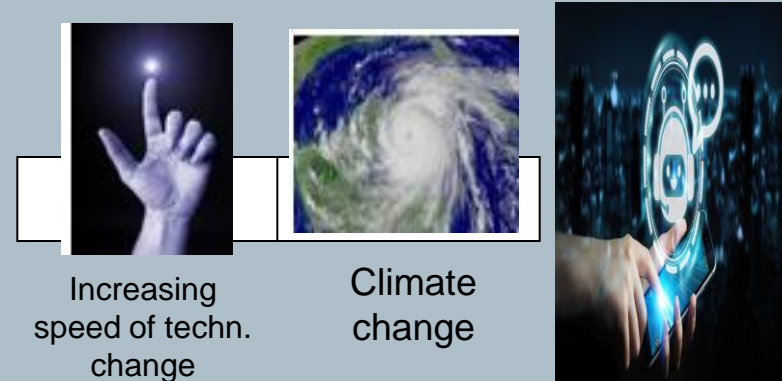 Increasing
speed of techn.
change
Climate
change